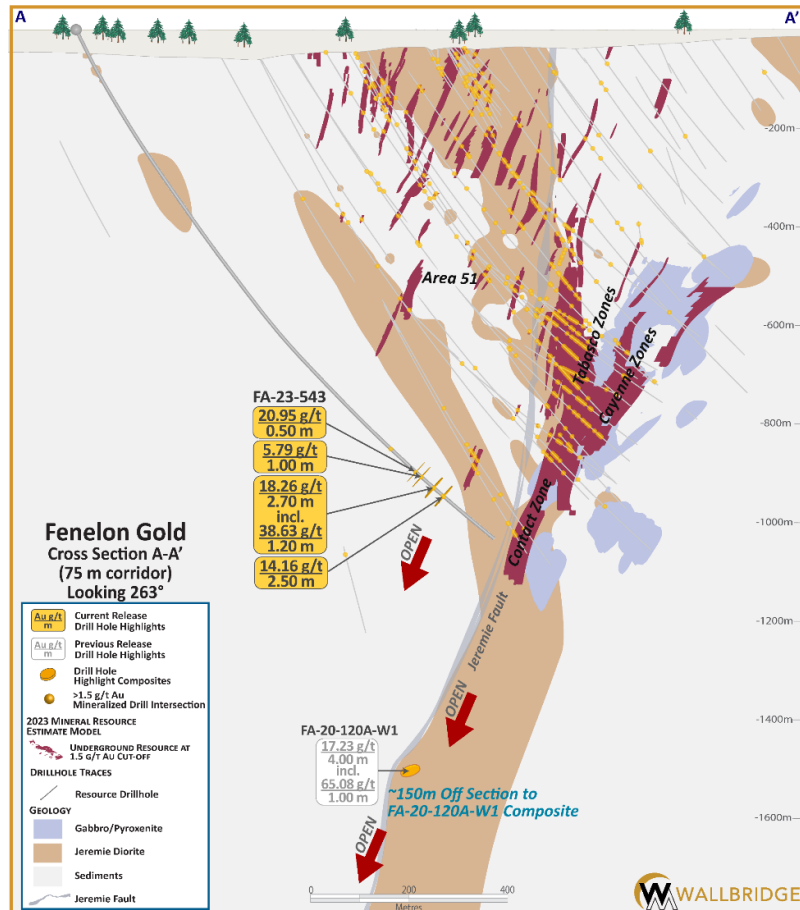 A
A'
-200m
-400m
Area 51
Tabasco Zones
-600m
Cayenne Zones
FA-23-543
20.95 g/t
0.50 m
5.79 g/t
1.00 m
18.26 g/t
2.70 m
incl.
38.63 g/t
1.20 m
14.16 g/t
2.50 m
-800m
Contact Zone
-1000m
OPEN
Fenelon Gold
Cross Section A-A'
(75 m corridor)
Looking 263°
Jeremie Fault
-1200m
OPEN
-1400m
FA-20-120A-W1
17.23 g/t
4.00 m
incl.
65.08 g/t
1.00 m
~150m Off Section to
FA-20-120A-W1 Composite
OPEN
-1600m
Au g/t
m
Current Release
Drill Hole Highlights
Au g/t
m
Previous Release
Drill Hole Highlights
Drill Hole
Highlight Composites
>1.5 g/t Au
Mineralized Drill Intersection
2023 MINERAL RESOURCE
ESTIMATE MODEL
UNDERGROUND RESOURCE AT
1.5 G/T AU CUT-OFF
DRILLHOLE TRACES
Resource Drillhole
GEOLOGY
Gabbro/Pyroxenite
Jeremie Diorite
Sediments
Jeremie Fault
0 200 400
Metres
WALLBRIDGE